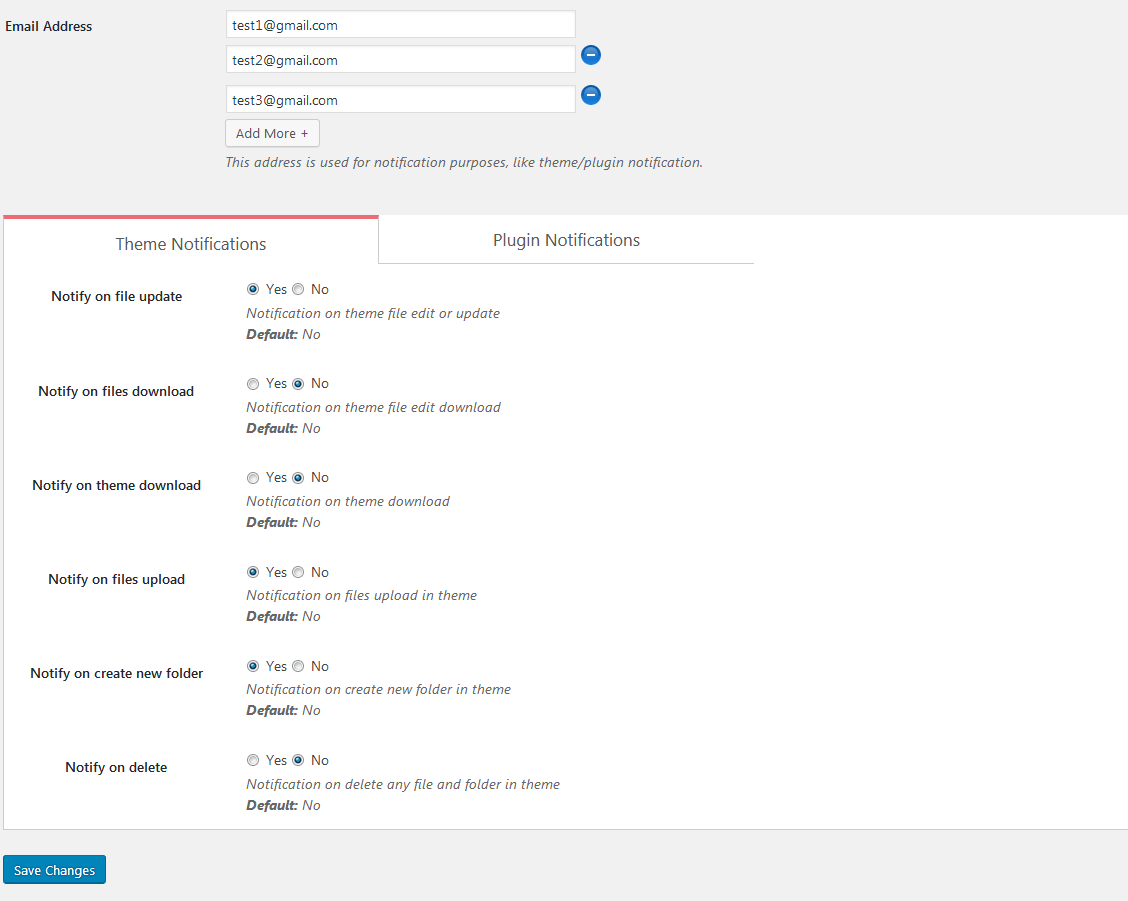 Email Address
test1@gmail.com
test2@gmail.com
test3@gmail.com
Add More +
This address is used for notification purposes, like theme/plugin notification.
Theme Notifications
Plugin Notifications
Notify on file update
Yes No
Notification on theme file edit or update
Default: No
Notify on files download
Yes No
Notification on theme file edit download
Default: No
Notify on theme download
Yes No
Notification on theme download
Default: No
Notify on files upload
Yes No
Notification on files upload in theme
Default: No
Notify on create new folder
Yes No
Notification on create new folder in theme
Default: No
Notify on delete
Yes No
Notification on delete any file and folder in theme
Default: No
Save Changes